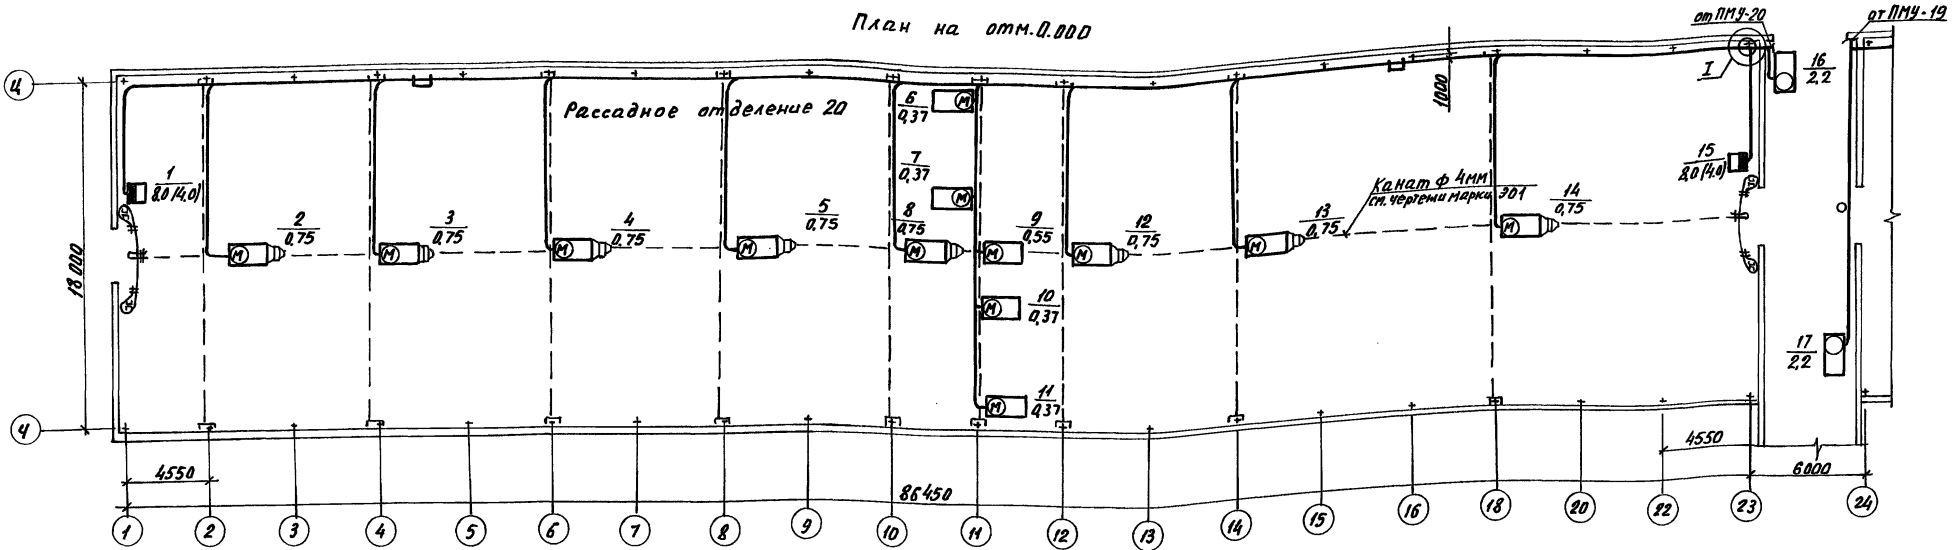 План на отм.0.000
от ПМУ-20
от ПМУ-19
Ц
16
2,2
I
1000
6
0,37
Рассадное отделение 20
7
0,37
1
8,0 (4,0)
15
8,0 (4,0)
Канат ф 4мм
см. чертежи марки ЭО1
2
0,75
3
0,75
4
0,75
5
0,75
8
0,75
9
0,55
12
0,75
13
0,75
14
0,75
М
М
М
М
М
М
М
М
М
М
М
М
М
18000
10
0,37
17
2,2
11
0,37
Ч
4550
4550
6000
86450
1 2 3 4 5 6 7 8 9 10 11 12 13 14 15 16 18 20 22 23 24